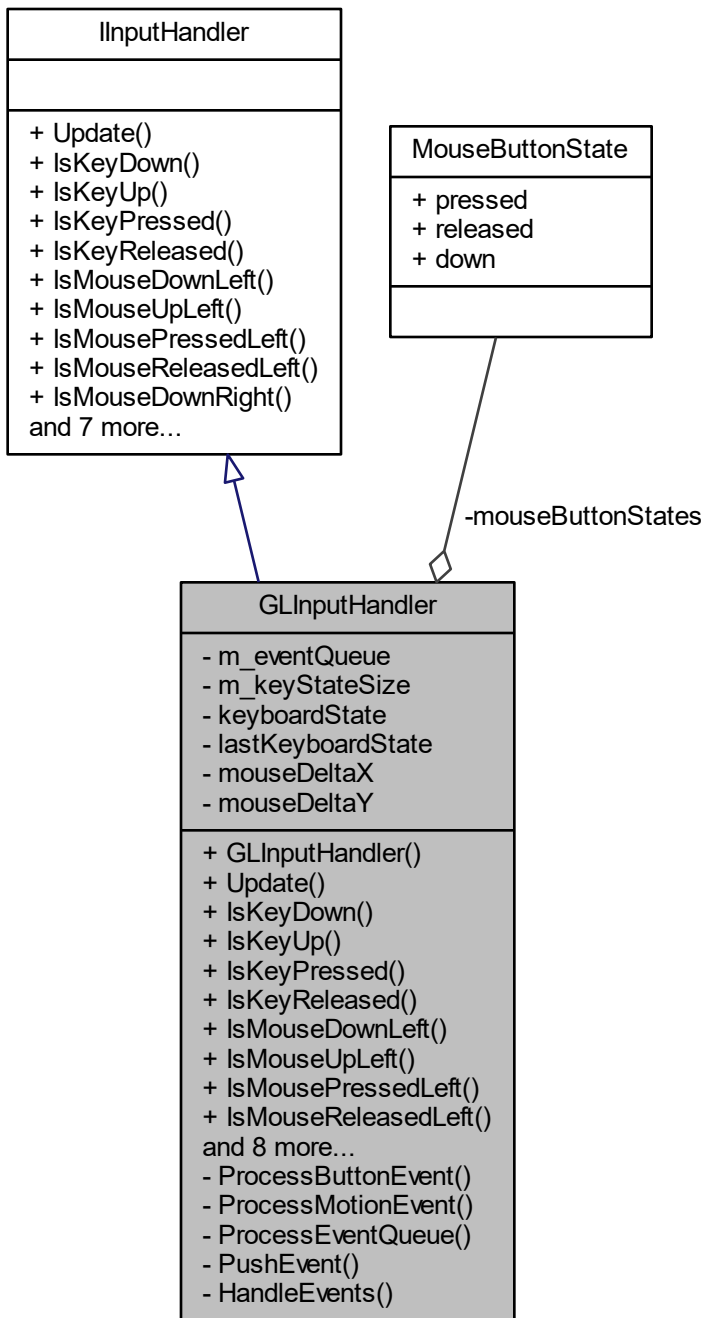 IInputHandler
+ Update()
+ IsKeyDown()
+ IsKeyUp()
+ IsKeyPressed()
+ IsKeyReleased()
+ IsMouseDownLeft()
+ IsMouseUpLeft()
+ IsMousePressedLeft()
+ IsMouseReleasedLeft()
+ IsMouseDownRight()
and 7 more...
MouseButtonState
+ pressed
+ released
+ down
-mouseButtonStates
GLInputHandler
- m_eventQueue
- m_keyStateSize
- keyboardState
- lastKeyboardState
- mouseDeltaX
- mouseDeltaY
+ GLInputHandler()
+ Update()
+ IsKeyDown()
+ IsKeyUp()
+ IsKeyPressed()
+ IsKeyReleased()
+ IsMouseDownLeft()
+ IsMouseUpLeft()
+ IsMousePressedLeft()
+ IsMouseReleasedLeft()
and 8 more...
- ProcessButtonEvent()
- ProcessMotionEvent()
- ProcessEventQueue()
- PushEvent()
- HandleEvents()